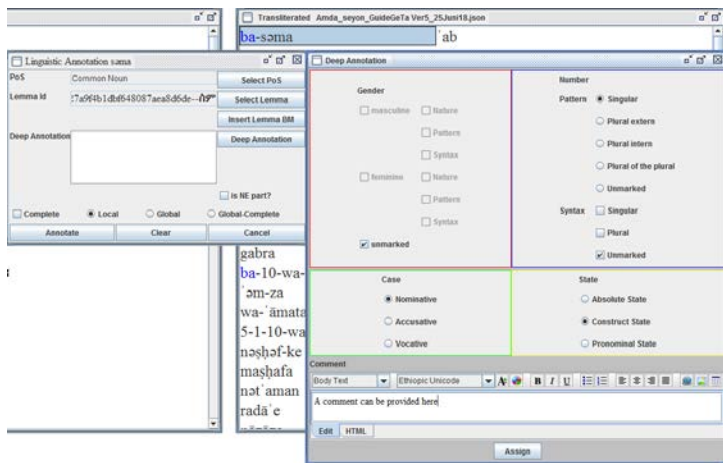 Transliterated Amda_seyon_GuideGeTa Ver5_25Juni18.json
ba-səma ʾab
Linguistic Annotation səma
PoS Common Noun Select PoS
Select Lemma
Lemma Id
Insert Lemma BM
Deep Annotation Deep Annotation
is NE part?
Complete Local Global Global-Complete
Annotate Clear Cancel
gabra
ba-10-wa-
ʾəm-za
wa-ʿāmata
5-1-10-wa
nəṣḥəf-ke
maṣḥafa
Deep Annotation
Gender
masculine Nature
Pattern
Syntax
feminine Nature
Pattern
Syntax
unmarked
Number
Pattern Singular
Plural extern
Plural intern
Plural of the plural
Unmarked
Syntax Singular
Plural
Unmarked
Case
Nominative
Accusative
Vocative
State
Absolute State
Construct State
Pronominal State
Comment
Body Text Ethiopic Unicode B I U
A comment can be provided here
Edit HTML
Assign